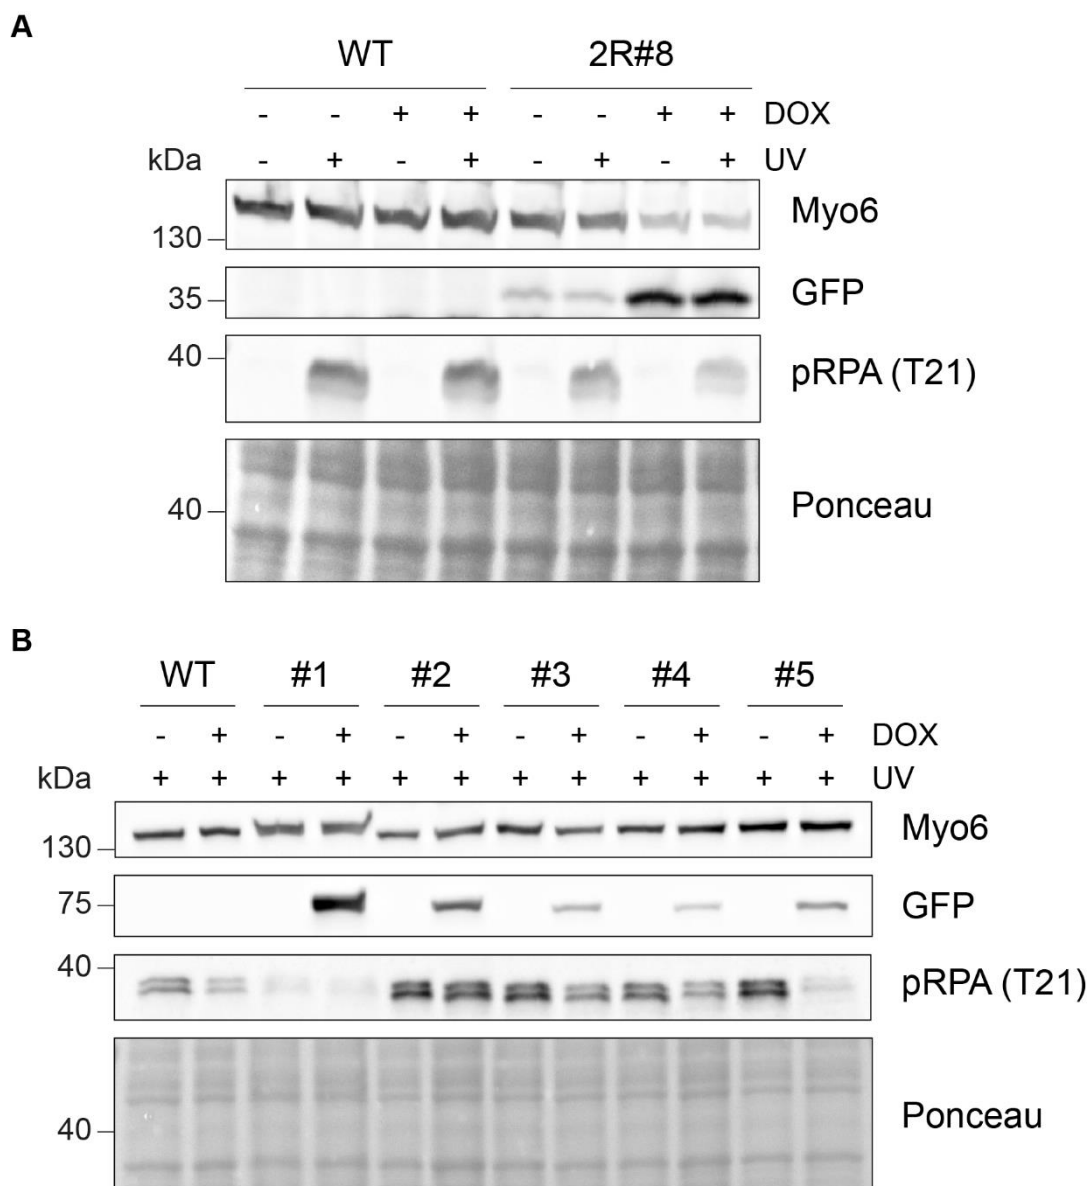 A
WT 2R#8
- - + + - - + + DOX
kDa - + - + - + - + UV
130 Myo6
35 GFP
40 pRPA (T21)
40 Ponceau
B
WT #1 #2 #3 #4 #5
- + - + - + - + - + - + DOX
kDa + + + + + + + + + + + + UV
130 Myo6
75 GFP
40 pRPA (T21)
40 Ponceau